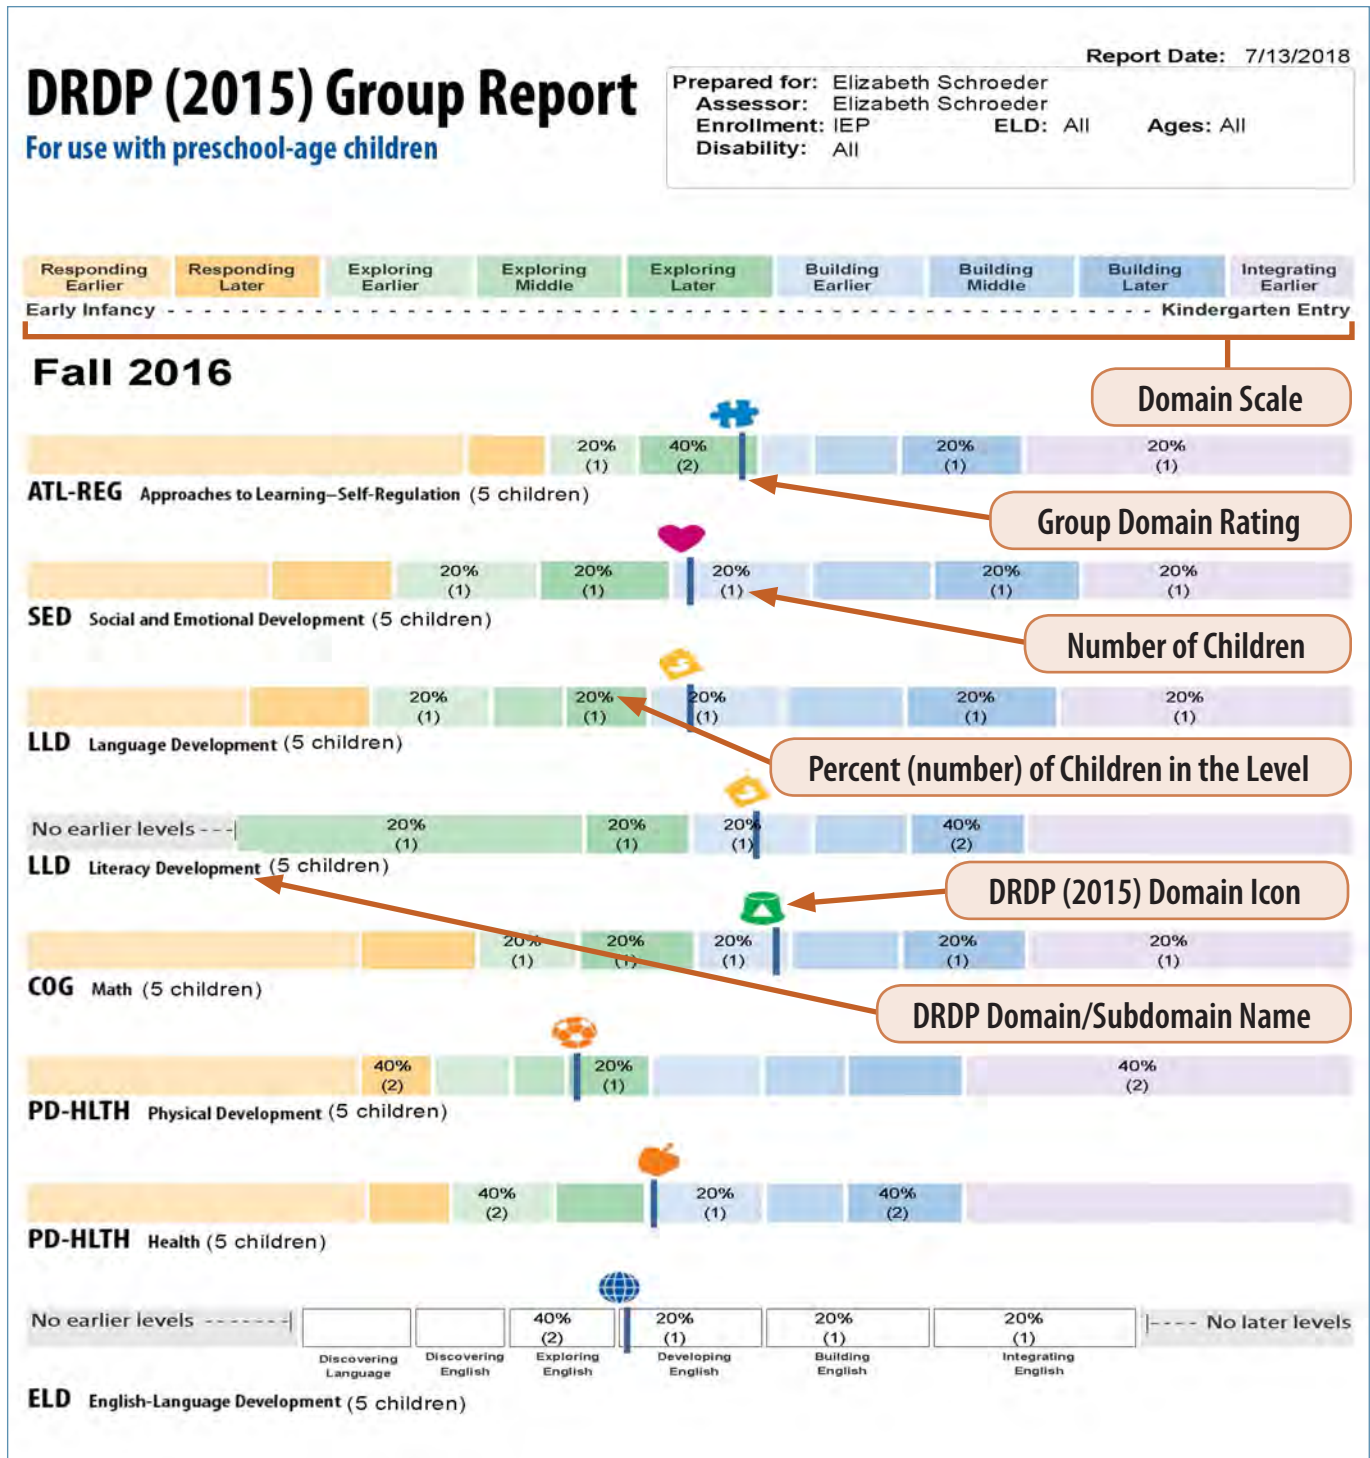 Report Date: 7/13/2018
DRDP (2015) Group Report
For use with preschool-age children
Prepared for: Elizabeth Schroeder
Assessor: Elizabeth Schroeder
Enrollment: IEP ELD: All Ages: All
Disability: All
Responding Earlier Responding Later Exploring Earlier Exploring Middle Exploring Later Building Earlier Building Middle Building Later Integrating Earlier
Early Infancy - - - - - - - - - - - - - - - - - - - - Kindergarten Entry
Fall 2016
Domain Scale
20% 40% 20% 20%
(1) (2) (1) (1)
ATL-REG Approaches to Learning–Self-Regulation (5 children)
Group Domain Rating
20% 20% 20% 20% 20%
(1) (1) (1) (1) (1)
SED Social and Emotional Development (5 children)
Number of Children
20% 20% 20% 20% 20%
(1) (1) (1) (1) (1)
LLD Language Development (5 children)
Percent (number) of Children in the Level
No earlier levels - - -|
20% 20% 20% 40%
(1) (1) (1) (2)
LLD Literacy Development (5 children)
DRDP (2015) Domain Icon
20% 20% 20% 20% 20%
(1) (1) (1) (1) (1)
COG Math (5 children)
DRDP Domain/Subdomain Name
40% 20% 40%
(2) (1) (2)
PD-HLTH Physical Development (5 children)
40% 20% 40%
(2) (1) (2)
PD-HLTH Health (5 children)
No earlier levels - - - - - - -|
40% 20% 20% 20%
(2) (1) (1) (1)
|- - - - No later levels
Discovering Language Discovering English Exploring English Developing English Building English Integrating English
ELD English-Language Development (5 children)